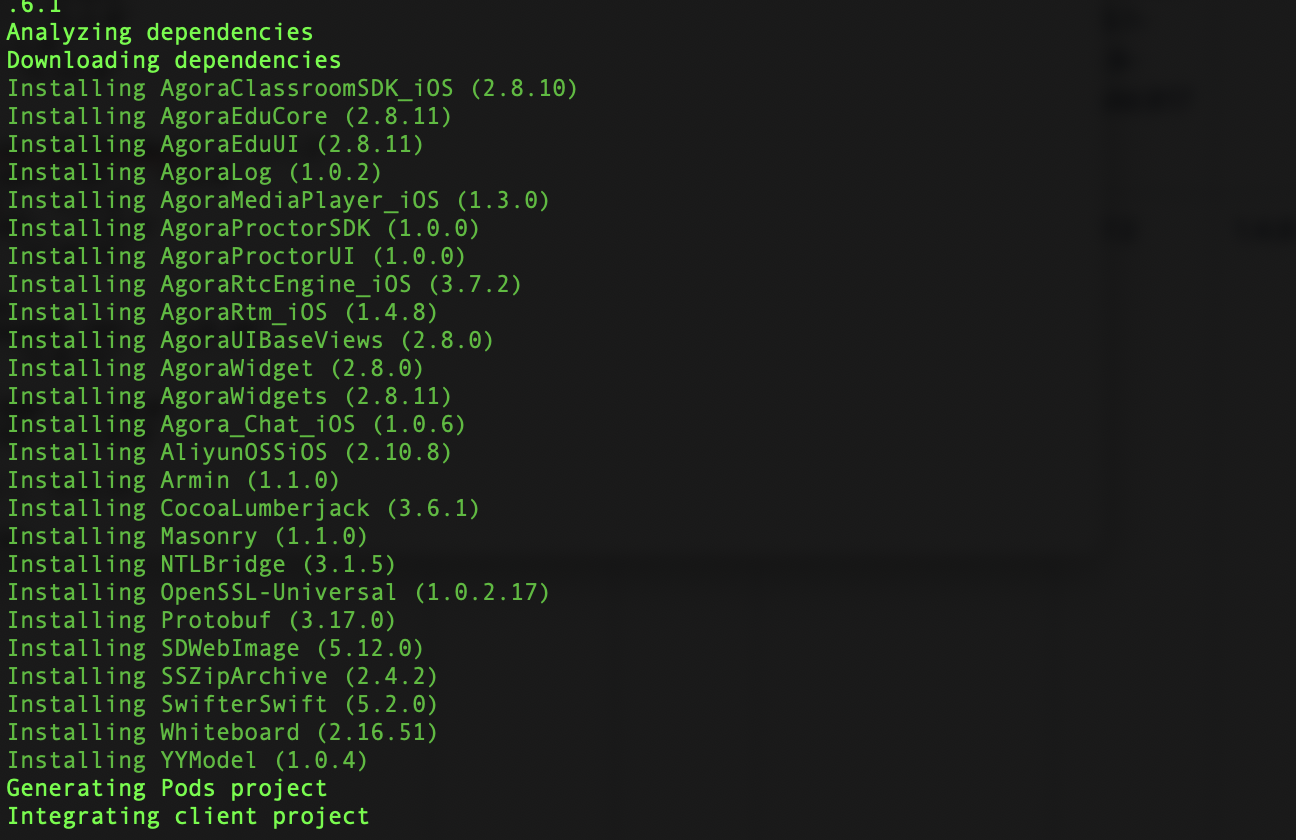 .6.1
Analyzing dependencies
Downloading dependencies
Installing AgoraClassroomSDK_iOS (2.8.10)
Installing AgoraEduCore (2.8.11)
Installing AgoraEduUI (2.8.11)
Installing AgoraLog (1.0.2)
Installing AgoraMediaPlayer_iOS (1.3.0)
Installing AgoraProctorSDK (1.0.0)
Installing AgoraProctorUI (1.0.0)
Installing AgoraRtcEngine_iOS (3.7.2)
Installing AgoraRtm_iOS (1.4.8)
Installing AgoraUIBaseViews (2.8.0)
Installing AgoraWidget (2.8.0)
Installing AgoraWidgets (2.8.11)
Installing Agora_Chat_iOS (1.0.6)
Installing AliyunOSSiOS (2.10.8)
Installing Armin (1.1.0)
Installing CocoaLumberjack (3.6.1)
Installing Masonry (1.1.0)
Installing NTLBridge (3.1.5)
Installing OpenSSL-Universal (1.0.2.17)
Installing Protobuf (3.17.0)
Installing SDWebImage (5.12.0)
Installing SSZipArchive (2.4.2)
Installing SwifterSwift (5.2.0)
Installing Whiteboard (2.16.51)
Installing YYModel (1.0.4)
Generating Pods project
Integrating client project